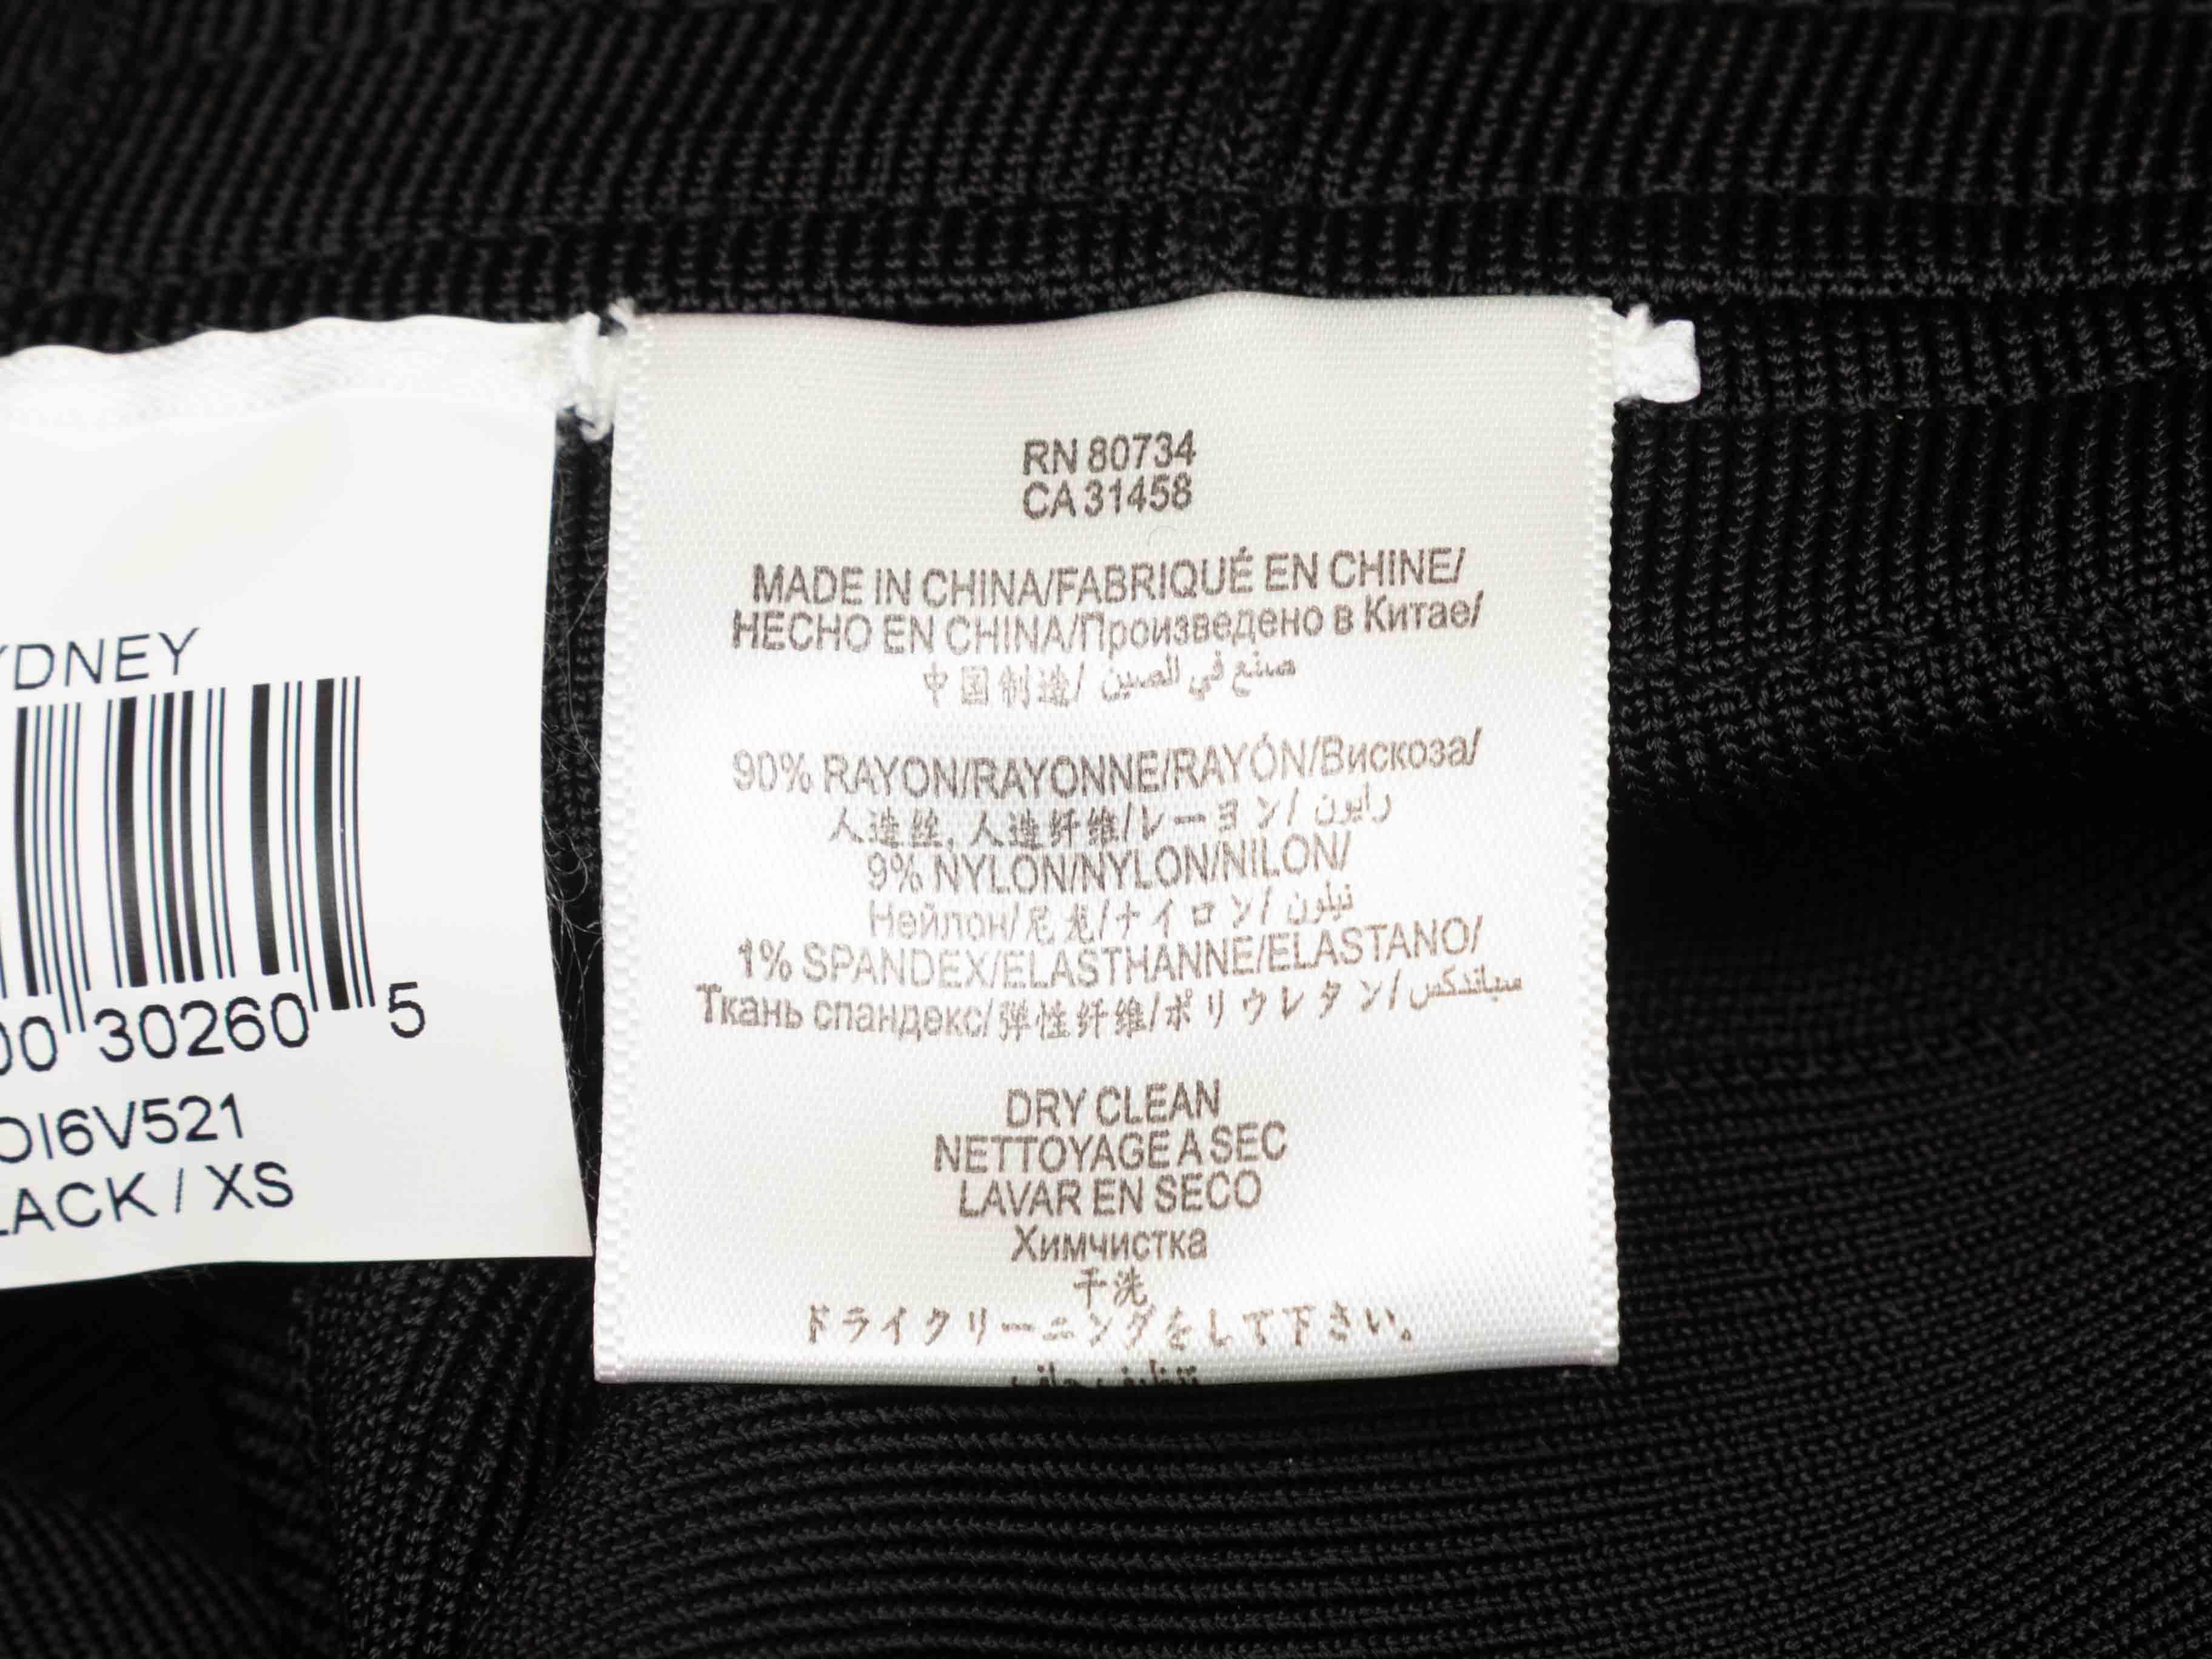 YDNEY
00 30260 5
OI6V521
LACK / XS
RN 80734
CA 31458
MADE IN CHINA/FABRIQUÉ EN CHINE/
HECHO EN CHINA/Произведено в Китае/
中国制造/ صنع في الصين
90% RAYON/RAYONNE/RAYÓN/Вискоза/
人造丝, 人造纤维/レーヨン/ رايون
9% NYLON/NYLON/NILON/
Нейлон/尼龙/ナイロン/ نيلون
1% SPANDEX/ELASTHANNE/ELASTANO/
Ткань спандекс/弹性纤维/ポリウレタン/ سباندكس
DRY CLEAN
NETTOYAGE A SEC
LAVAR EN SECO
Химчистка
干洗
ドライクリーニングをして下さい。